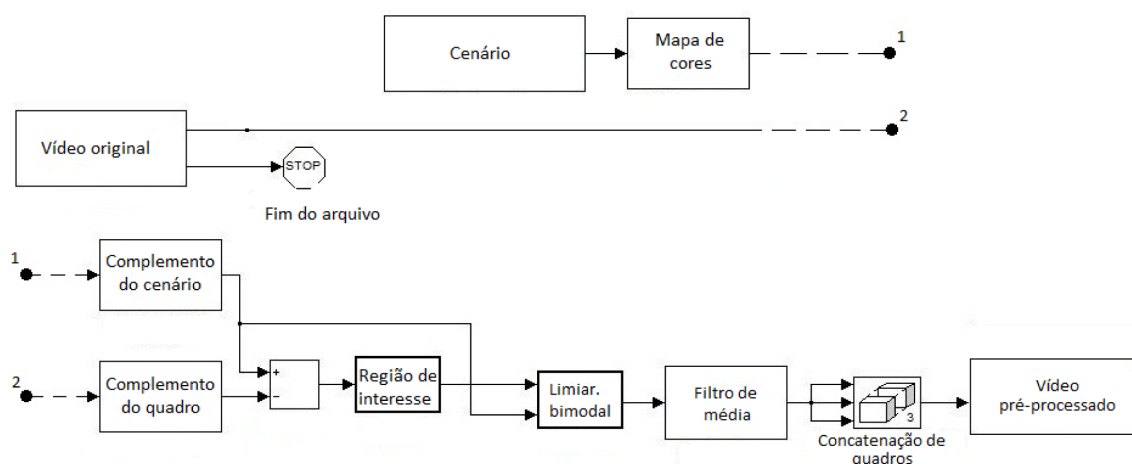 Cenário
Mapa de
cores
1
Vídeo original
2
STOP
Fim do arquivo
1
Complemento
do cenário
2
Complemento
do quadro
+
-
Região de
interesse
Limiar.
bimodal
Filtro de
média
3
Concatenação de
quadros
Vídeo
pré-processado